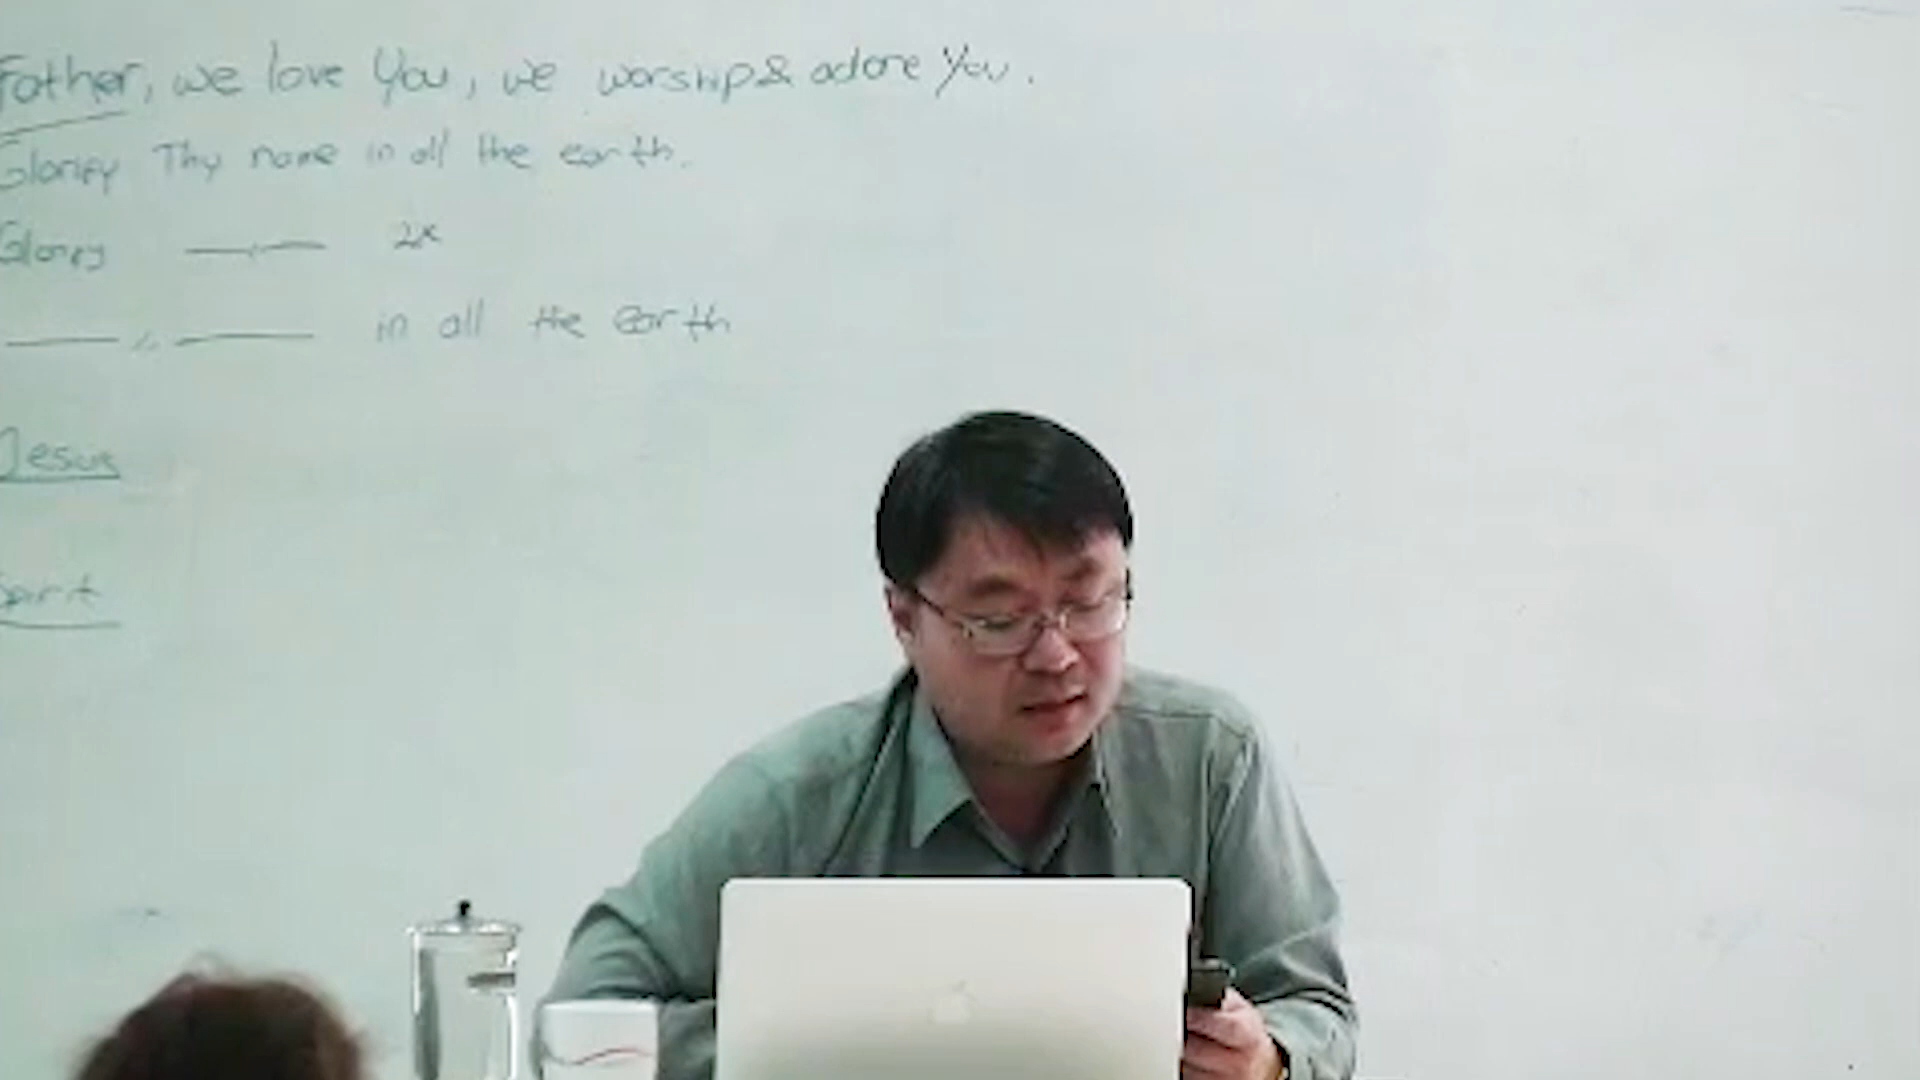 Father, we love You, we worship & adore You.
Glorify Thy name in all the earth.
Glorify —"— 2x
—"— in all the earth
Jesus
Spirit